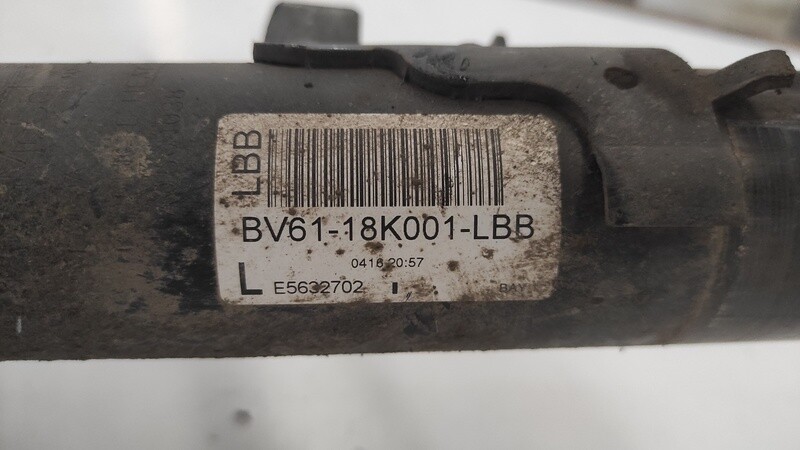 LBB
BV61-18K001-LBB
0416 20:57
L E5632702
BAY